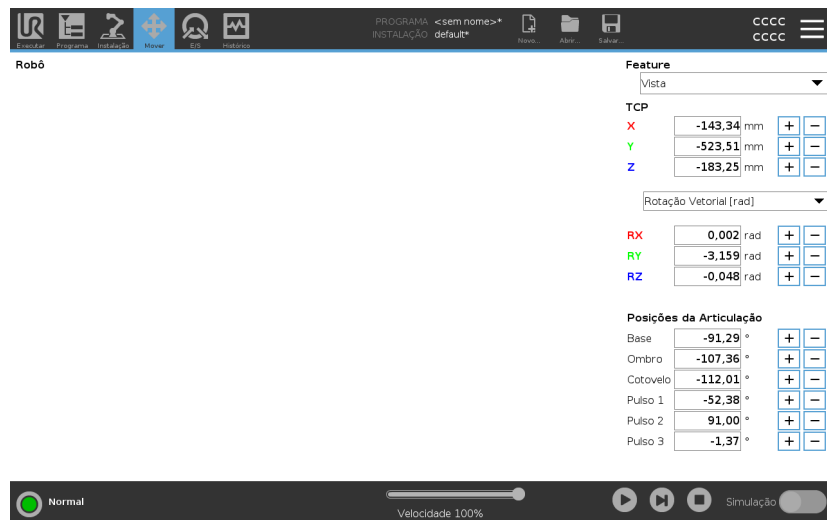 PROGRAMA <sem nome>*
INSTALAÇÃO default*
Executar Programa Instalação Mover E/S Histórico
Novo... Abrir... Salvar...
cccc
cccc
Robô
Feature
Vista
TCP
X -143,34 mm + −
Y -523,51 mm + −
Z -183,25 mm + −
Rotação Vetorial [rad]
RX 0,002 rad + −
RY -3,159 rad + −
RZ -0,048 rad + −
Posições da Articulação
Base -91,29 ° + −
Ombro -107,36 ° + −
Cotovelo -112,01 ° + −
Pulso 1 -52,38 ° + −
Pulso 2 91,00 ° + −
Pulso 3 -1,37 ° + −
Normal
Velocidade 100%
Simulação